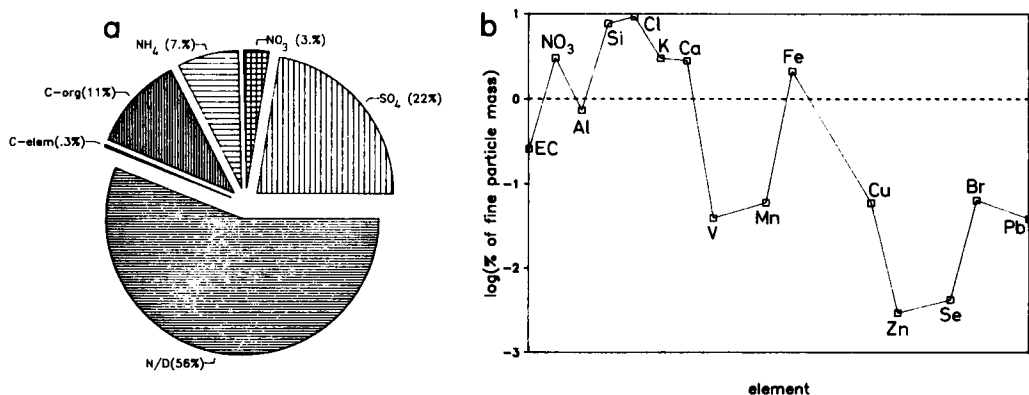 a
NO₃ (3.%)
NH₄ (7.%)
SO₄ (22%)
C-org(11%)
C-elem(.3%)
N/D(56%)
b
log(% of fine particle mass)
1
0
-1
-2
-3
EC
NO₃
Al
Si
Cl
K
Ca
V
Mn
Fe
Cu
Zn
Se
Br
Pb
element